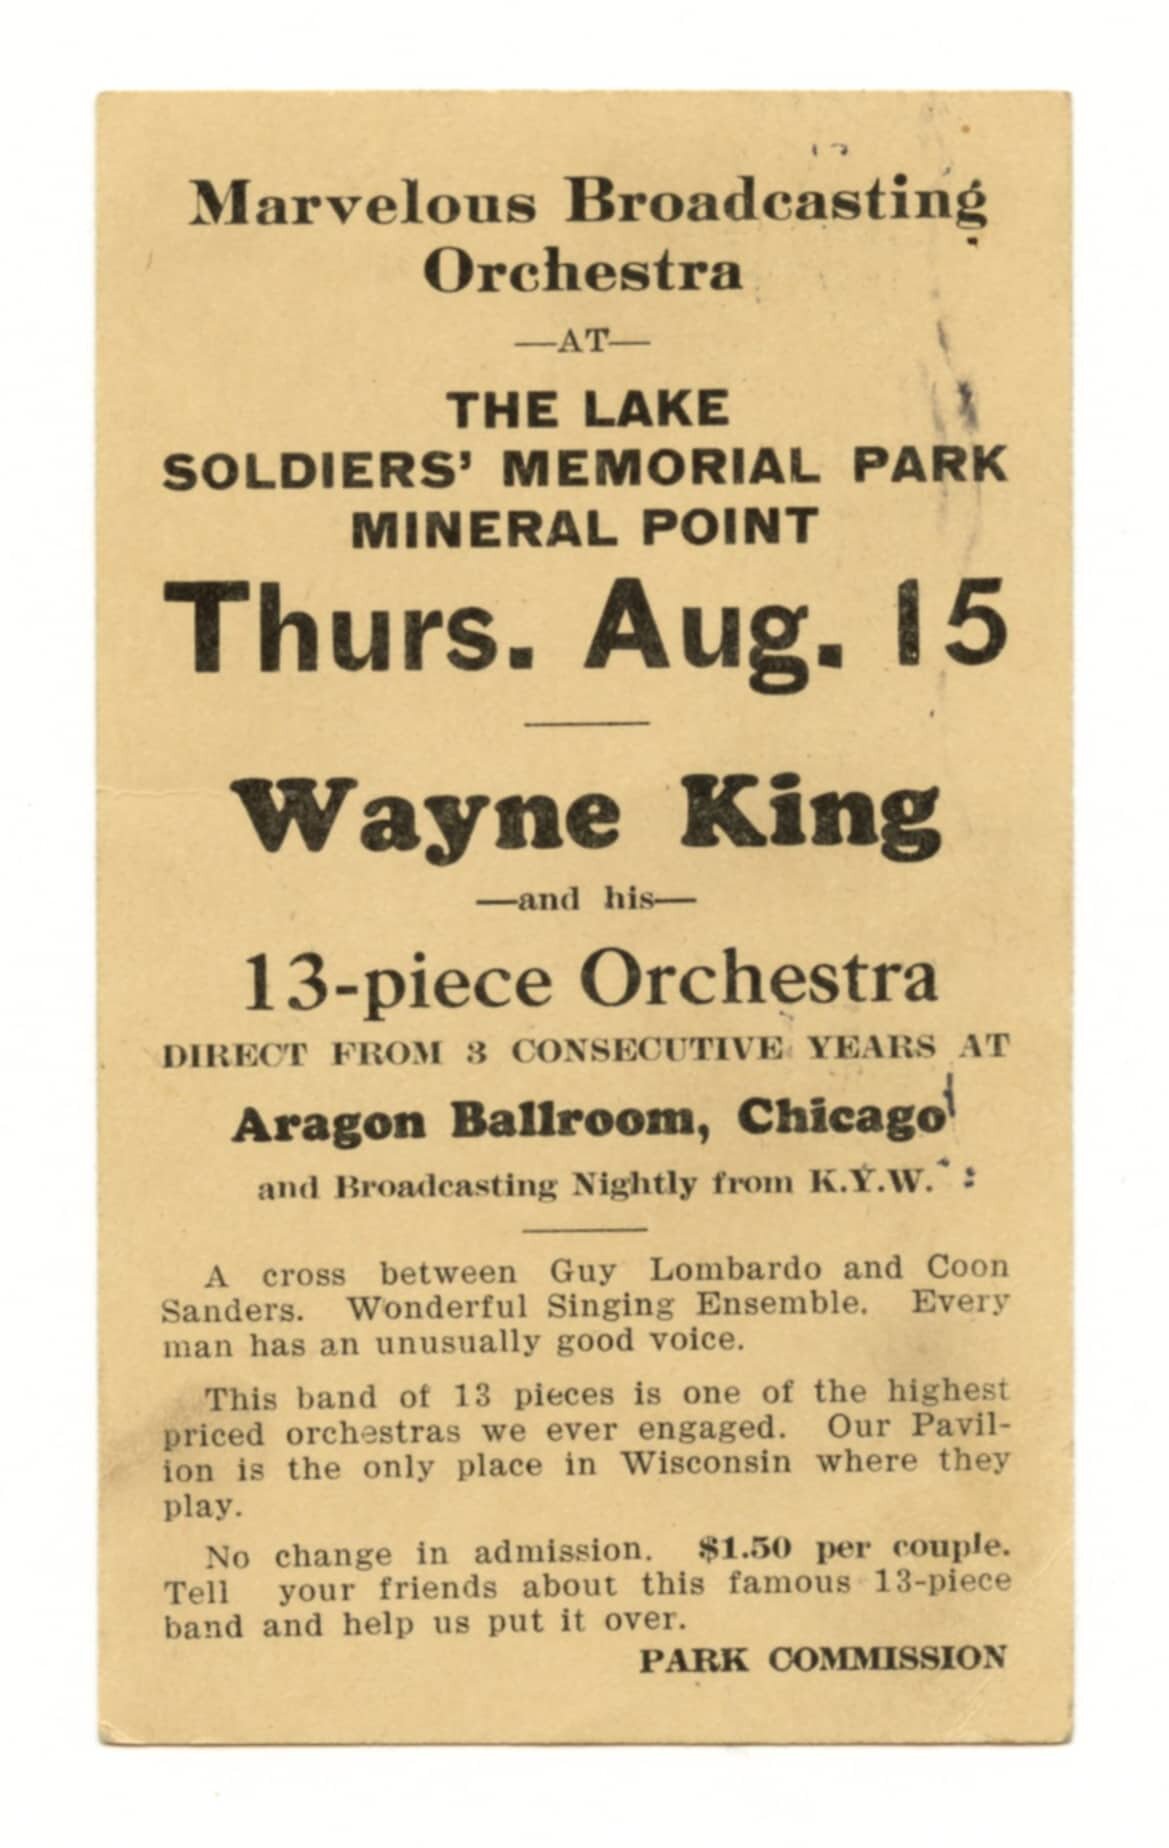 Marvelous Broadcasting
Orchestra
—AT—
THE LAKE
SOLDIERS' MEMORIAL PARK
MINERAL POINT
Thurs. Aug. 15
Wayne King
—and his—
13-piece Orchestra
DIRECT FROM 3 CONSECUTIVE YEARS AT
Aragon Ballroom, Chicago
and Broadcasting Nightly from K.Y.W.
A cross between Guy Lombardo and Coon
Sanders. Wonderful Singing Ensemble. Every
man has an unusually good voice.
This band of 13 pieces is one of the highest
priced orchestras we ever engaged. Our Pavil-
ion is the only place in Wisconsin where they
play.
No change in admission. $1.50 per couple.
Tell your friends about this famous 13-piece
band and help us put it over.
PARK COMMISSION